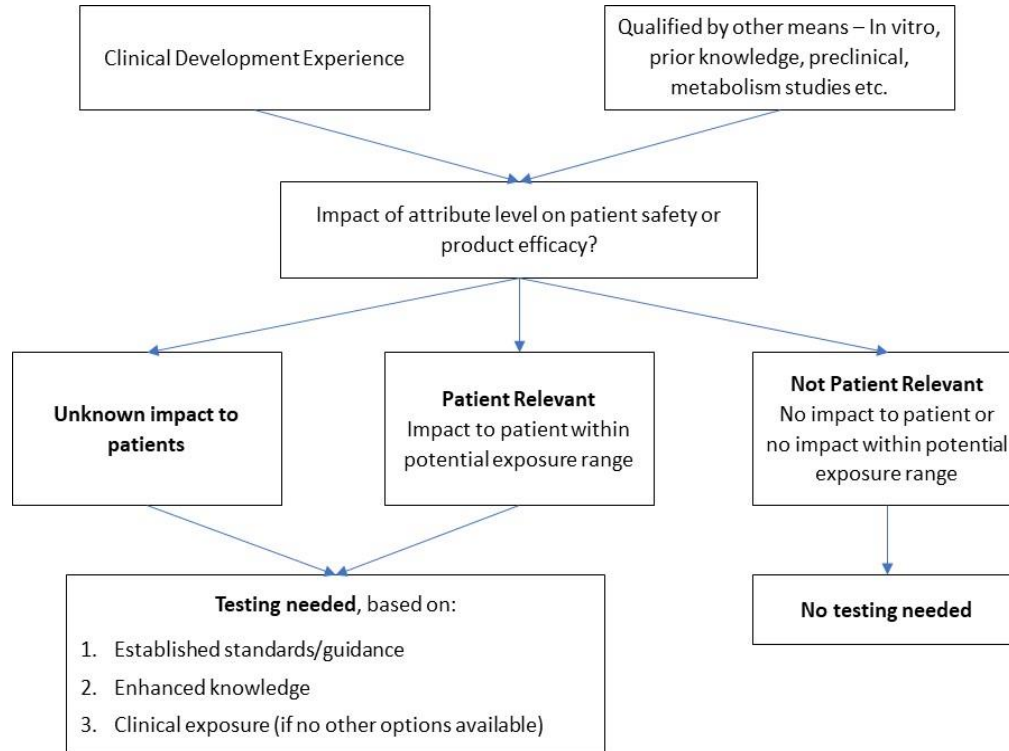 Clinical Development Experience
Qualified by other means – In vitro,
prior knowledge, preclinical,
metabolism studies etc.
Impact of attribute level on patient safety or
product efficacy?
Unknown impact to
patients
Patient Relevant
Impact to patient within
potential exposure range
Not Patient Relevant
No impact to patient or
no impact within potential
exposure range
Testing needed, based on:
1. Established standards/guidance
2. Enhanced knowledge
3. Clinical exposure (if no other options available)
No testing needed